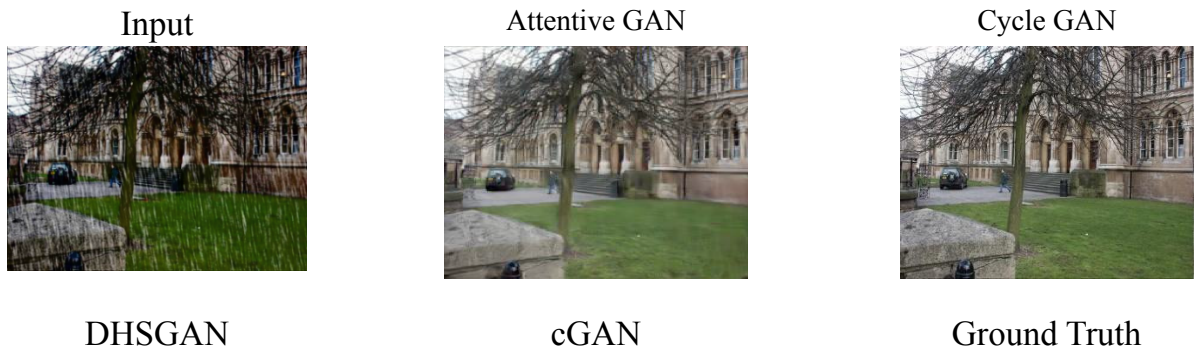 Input
Attentive GAN
Cycle GAN
DHSGAN
cGAN
Ground Truth